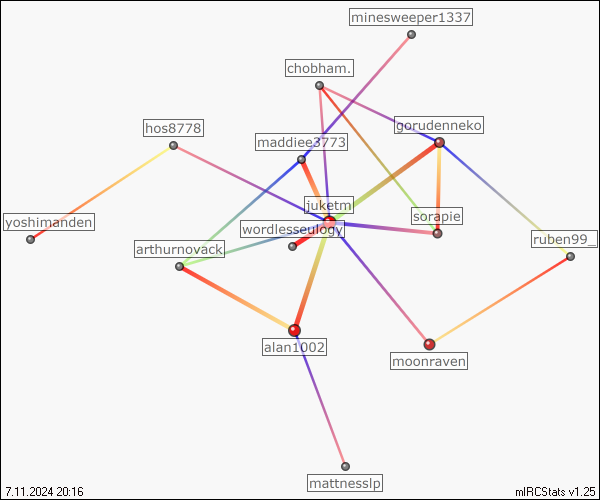 minesweeper1337
chobham.
hos8778
gorudenneko
maddiee3773
juketm
yoshimanden
sorapie
wordlesseulogy
ruben99_
arthurnovack
alan1002
moonraven
mattnesslp
7.11.2024 20:16
mIRCStats v1.25